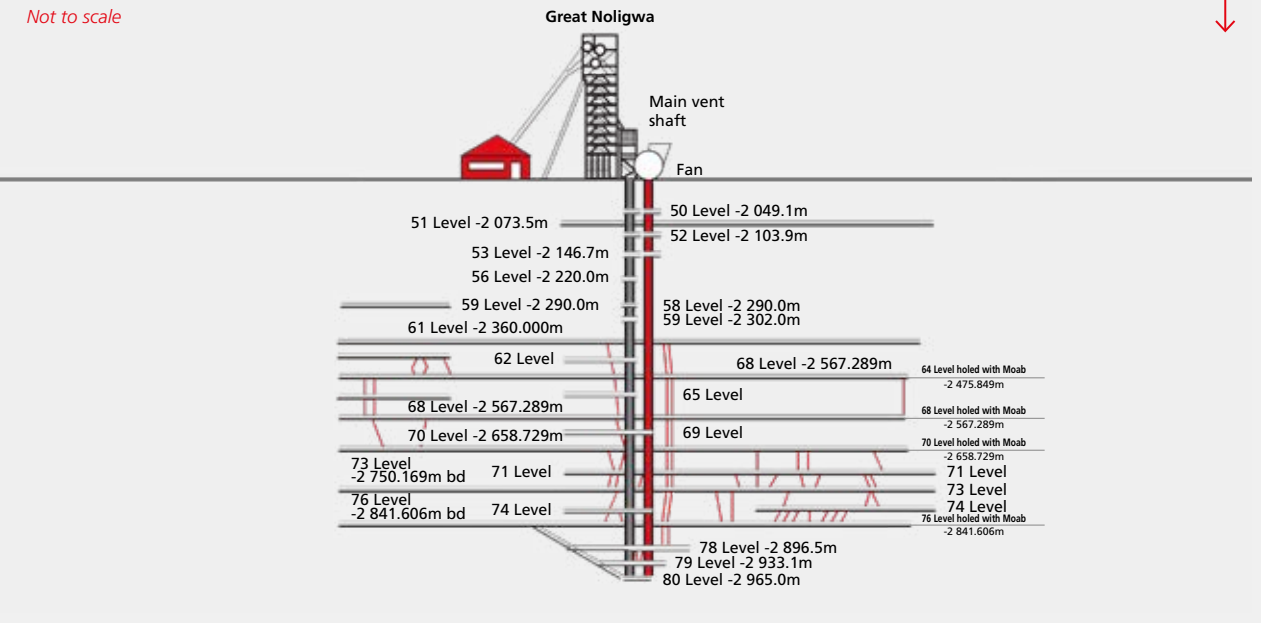 Not to scale
Great Noligwa
Main vent
shaft
Fan
50 Level -2 049.1m
51 Level -2 073.5m
52 Level -2 103.9m
53 Level -2 146.7m
56 Level -2 220.0m
59 Level -2 290.0m
58 Level -2 290.0m
59 Level -2 302.0m
61 Level -2 360.000m
62 Level
68 Level -2 567.289m
64 Level holed with Moab
-2 475.849m
65 Level
68 Level -2 567.289m
68 Level holed with Moab
-2 567.289m
70 Level -2 658.729m
69 Level
70 Level holed with Moab
-2 658.729m
73 Level
-2 750.169m bd
71 Level
71 Level
73 Level
76 Level
-2 841.606m bd
74 Level
74 Level
76 Level holed with Moab
-2 841.606m
78 Level -2 896.5m
79 Level -2 933.1m
80 Level -2 965.0m